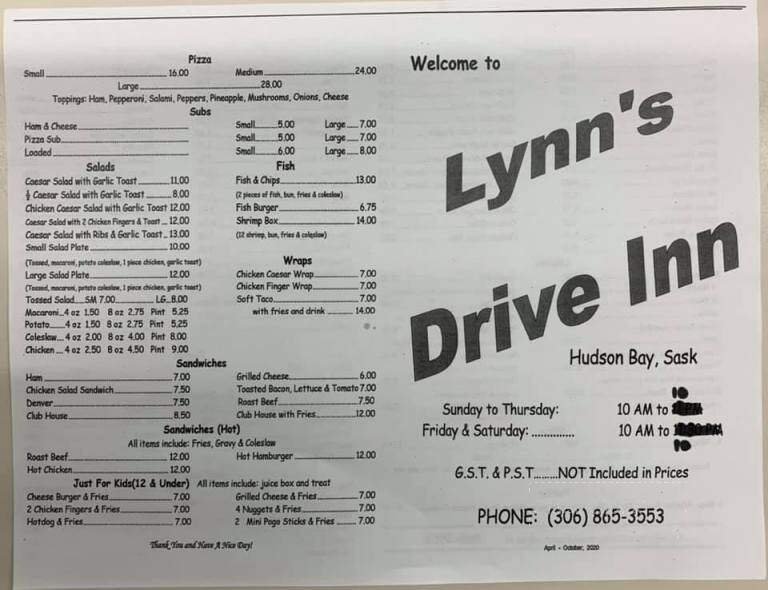 Pizza
Small 16.00 Medium 24.00
Large 28.00
Toppings: Ham, Pepperoni, Salami, Peppers, Pineapple, Mushrooms, Onions, Cheese
Subs
Ham & Cheese Small 5.00 Large 7.00
Pizza Sub Small 5.00 Large 7.00
Loaded Small 6.00 Large 8.00
Salads
Caesar Salad with Garlic Toast 11.00
½ Caesar Salad with Garlic Toast 8.00
Chicken Caesar Salad with Garlic Toast 12.00
Caesar Salad with 2 Chicken Fingers & Toast 12.00
Caesar Salad with Ribs & Garlic Toast 13.00
Small Salad Plate 10.00
(Tossed, macaroni, potato coleslaw, 1 piece chicken, garlic toast)
Large Salad Plate 12.00
(Tossed, macaroni, potato coleslaw, 1 piece chicken, garlic toast)
Tossed Salad SM 7.00 LG 8.00
Macaroni 4 oz 1.50 8 oz 2.75 Pint 5.25
Potato 4 oz 1.50 8 oz 2.75 Pint 5.25
Coleslaw 4 oz 2.00 8 oz 4.00 Pint 8.00
Chicken 4 oz 2.50 8 oz 4.50 Pint 9.00
Fish
Fish & Chips 13.00
(2 pieces of fish, bun, fries & coleslaw)
Fish Burger 6.75
Shrimp Box 14.00
(12 shrimp, bun, fries & coleslaw)
Wraps
Chicken Caesar Wrap 7.00
Chicken Finger Wrap 7.00
Soft Taco 7.00
with fries and drink 14.00
Sandwiches
Ham 7.00 Grilled Cheese 6.00
Chicken Salad Sandwich 7.50 Toasted Bacon, Lettuce & Tomato 7.00
Denver 7.50 Roast Beef 7.50
Club House 8.50 Club House with Fries 12.00
Sandwiches (Hot)
All items include: Fries, Gravy & Coleslaw
Roast Beef 12.00 Hot Hamburger 12.00
Hot Chicken 12.00
Just For Kids(12 & Under) All items include: juice box and treat
Cheese Burger & Fries 7.00 Grilled Cheese & Fries 7.00
2 Chicken Fingers & Fries 7.00 4 Nuggets & Fries 7.00
Hotdog & Fries 7.00 2 Mini Pogo Sticks & Fries 7.00
Thank You and Have A Nice Day!
Welcome to
Lynn's
Drive Inn
Hudson Bay, Sask
10
Sunday to Thursday: 10 AM to
Friday & Saturday: .............. 10 AM to
10
G.S.T. & P.S.T.........NOT Included in Prices
PHONE: (306) 865-3553
April - October, 2020